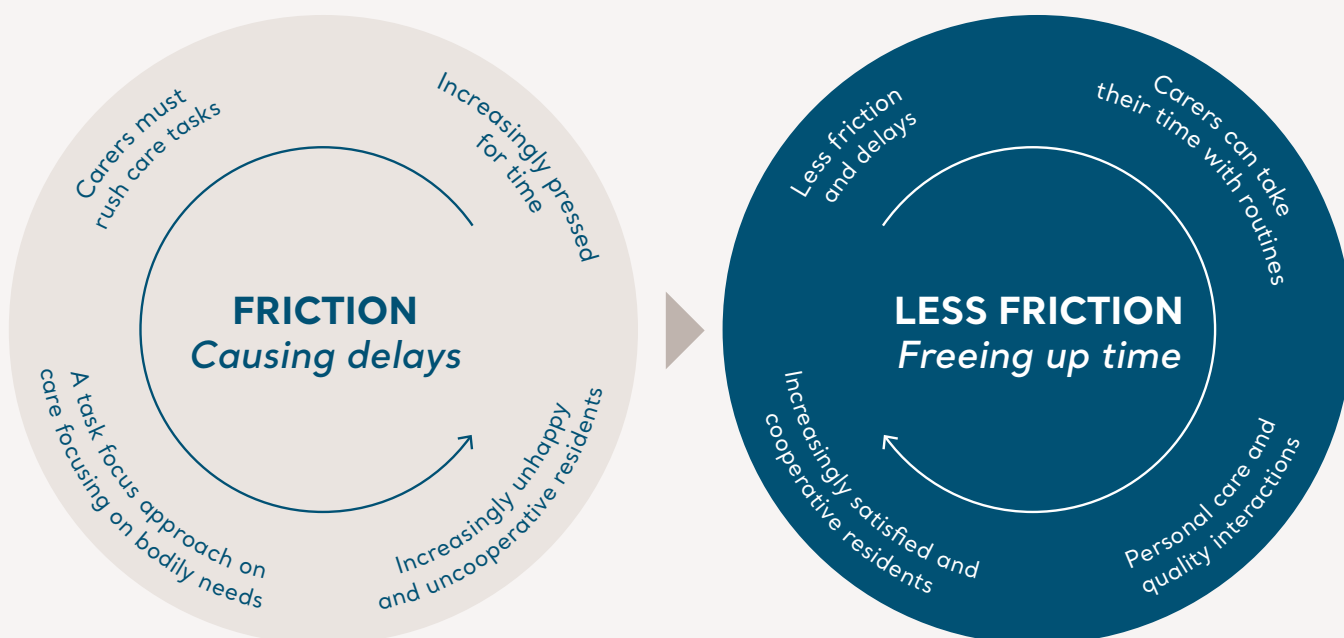 FRICTION
Causing delays
Increasingly pressed
for time
Carers must
rush care tasks
A task focus approach on
care focusing on bodily needs
Increasingly unhappy
and uncooperative residents
LESS FRICTION
Freeing up time
Less friction
and delays
Carers can take
their time with routines
Personal care and
quality interactions
Increasingly satisfied and
cooperative residents